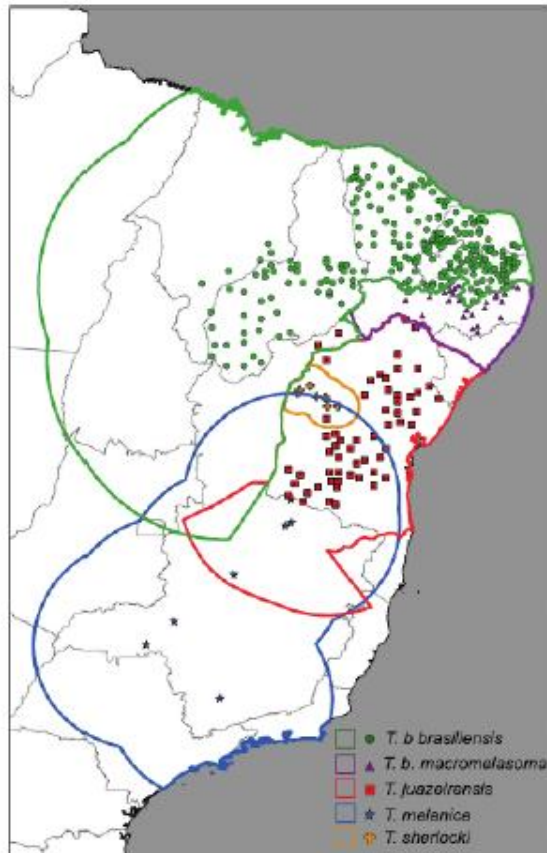 T. b brasiliensis
T. b. macromelasoma
T. juazeirensis
T. melanica
T. sherlocki